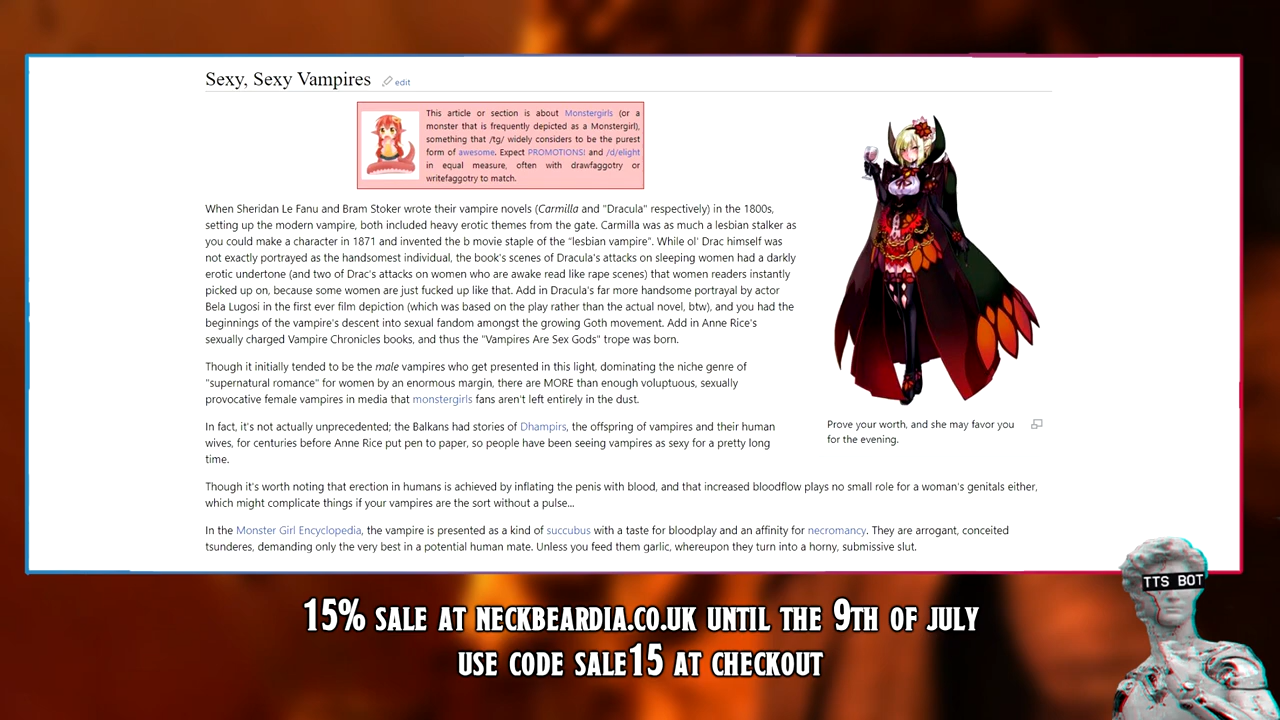 Sexy, Sexy Vampires edit
This article or section is about Monstergirls (or a
monster that is frequently depicted as a Monstergirl),
something that /tg/ widely considers to be the purest
form of awesome. Expect PROMOTIONS! and /d/elight
in equal measure, often with drawfaggotry or
writefaggotry to match.
When Sheridan Le Fanu and Bram Stoker wrote their vampire novels (Carmilla and "Dracula" respectively) in the 1800s,
setting up the modern vampire, both included heavy erotic themes from the gate. Carmilla was as much a lesbian stalker as
you could make a character in 1871 and invented the b movie staple of the "lesbian vampire". While ol' Drac himself was
not exactly portrayed as the handsomest individual, the book's scenes of Dracula's attacks on sleeping women had a darkly
erotic undertone (and two of Drac's attacks on women who are awake read like rape scenes) that women readers instantly
picked up on, because some women are just fucked up like that. Add in Dracula's far more handsome portrayal by actor
Bela Lugosi in the first ever film depiction (which was based on the play rather than the actual novel, btw), and you had the
beginnings of the vampire's descent into sexual fandom amongst the growing Goth movement. Add in Anne Rice's
sexually charged Vampire Chronicles books, and thus the "Vampires Are Sex Gods" trope was born.
Though it initially tended to be the male vampires who get presented in this light, dominating the niche genre of
"supernatural romance" for women by an enormous margin, there are MORE than enough voluptuous, sexually
provocative female vampires in media that monstergirls fans aren't left entirely in the dust.
In fact, it's not actually unprecedented; the Balkans had stories of Dhampirs, the offspring of vampires and their human
wives, for centuries before Anne Rice put pen to paper, so people have been seeing vampires as sexy for a pretty long
time.
Prove your worth, and she may favor you
for the evening.
Though it's worth noting that erection in humans is achieved by inflating the penis with blood, and that increased bloodflow plays no small role for a woman's genitals either,
which might complicate things if your vampires are the sort without a pulse...
In the Monster Girl Encyclopedia, the vampire is presented as a kind of succubus with a taste for bloodplay and an affinity for necromancy. They are arrogant, conceited
tsunderes, demanding only the very best in a potential human mate. Unless you feed them garlic, whereupon they turn into a horny, submissive slut.
TTS BOT
15% SALE AT NECKBEARDIA.CO.UK UNTIL THE 9TH OF JULY
USE CODE SALE15 AT CHECKOUT